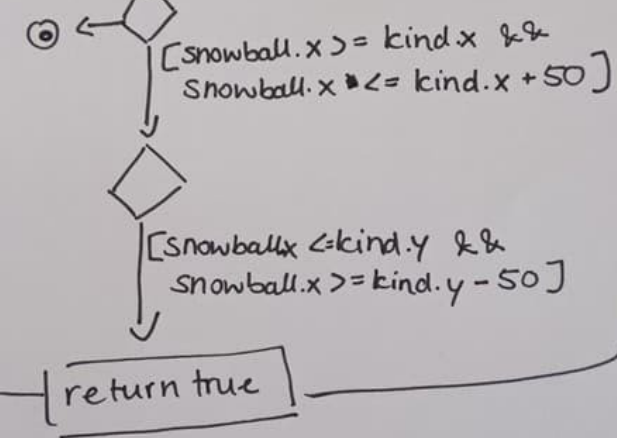 [snowball.x >= kind.x &&
snowball.x <= kind.x + 50]
[snowballx <= kind.y &&
snowball.x >= kind.y - 50]
return true